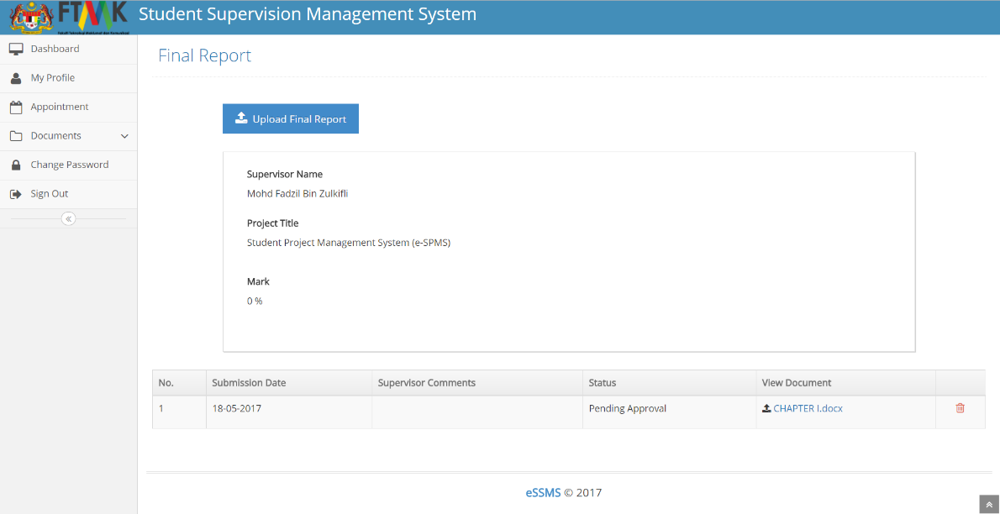 FTMK Student Supervision Management System
Dashboard
My Profile
Appointment
Documents
Change Password
Sign Out
Final Report
Upload Final Report
Supervisor Name
Mohd Fadzil Bin Zulkifli
Project Title
Student Project Management System (e-SPMS)
Mark
0 %
No. Submission Date Supervisor Comments Status View Document
1 18-05-2017 Pending Approval CHAPTER I.docx
eSSMS © 2017